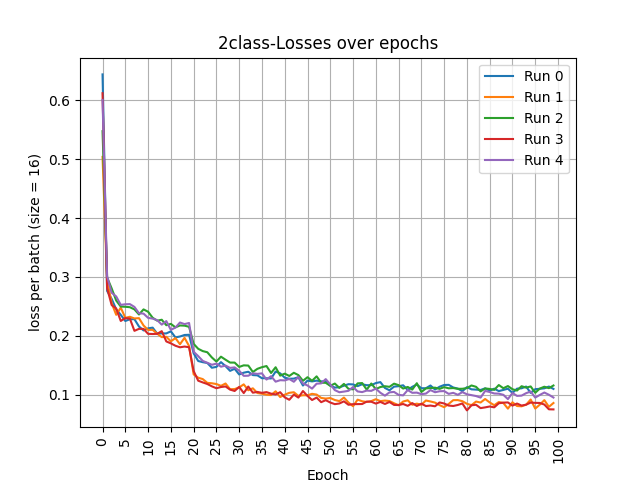 2class-Losses over epochs
loss per batch (size = 16)
0.6
0.5
0.4
0.3
0.2
0.1
Run 0
Run 1
Run 2
Run 3
Run 4
0 5 10 15 20 25 30 35 40 45 50 55 60 65 70 75 80 85 90 95 100
Epoch